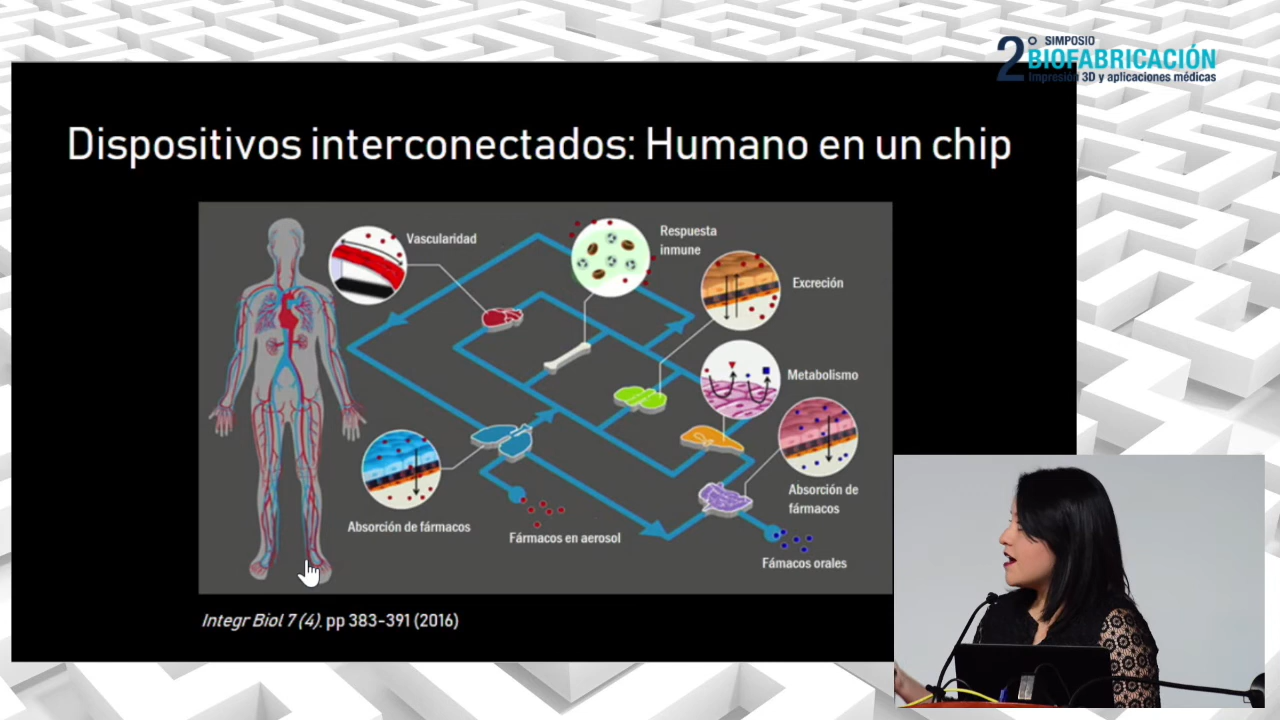 2° SIMPOSIO
BIOFABRICACIÓN
Impresión 3D y aplicaciones médicas
Dispositivos interconectados: Humano en un chip
Vascularidad
Respuesta
inmune
Excreción
Metabolismo
Absorción de fármacos
Fármacos en aerosol
Absorción de
fármacos
Fámacos orales
Integr Biol 7 (4). pp 383-391 (2016)